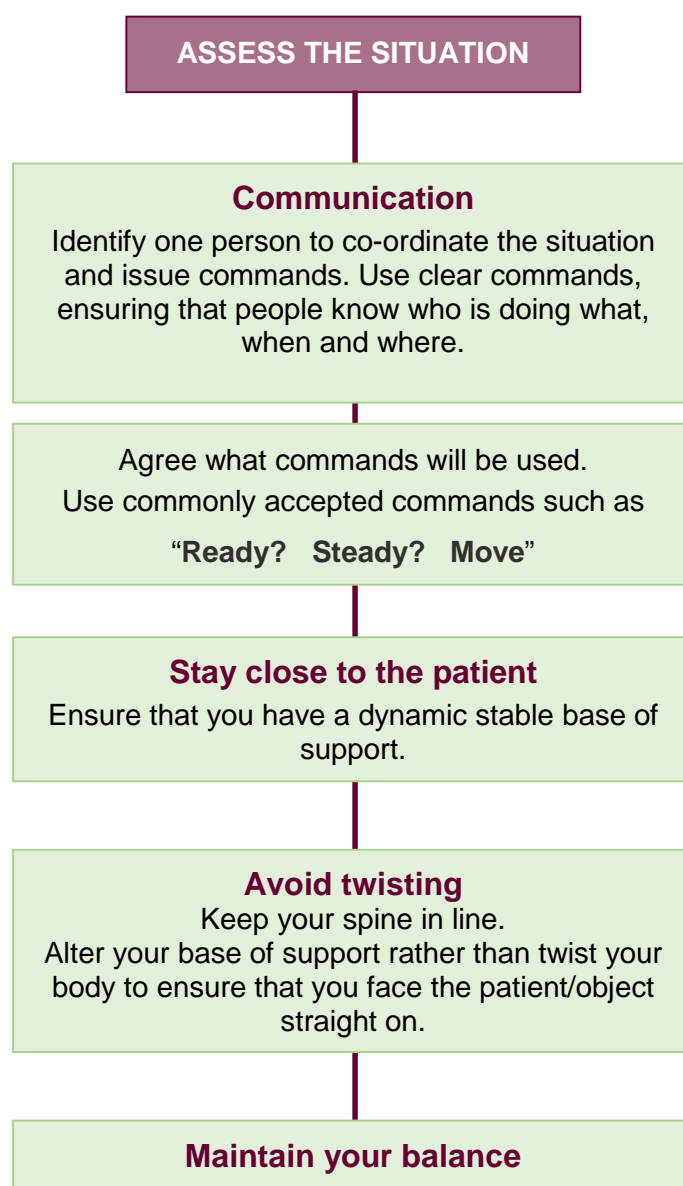 ASSESS THE SITUATION
Communication
Identify one person to co-ordinate the situation
and issue commands. Use clear commands,
ensuring that people know who is doing what,
when and where.
Agree what commands will be used.
Use commonly accepted commands such as
“Ready?   Steady?   Move”
Stay close to the patient
Ensure that you have a dynamic stable base of
support.
Avoid twisting
Keep your spine in line.
Alter your base of support rather than twist your
body to ensure that you face the patient/object
straight on.
Maintain your balance